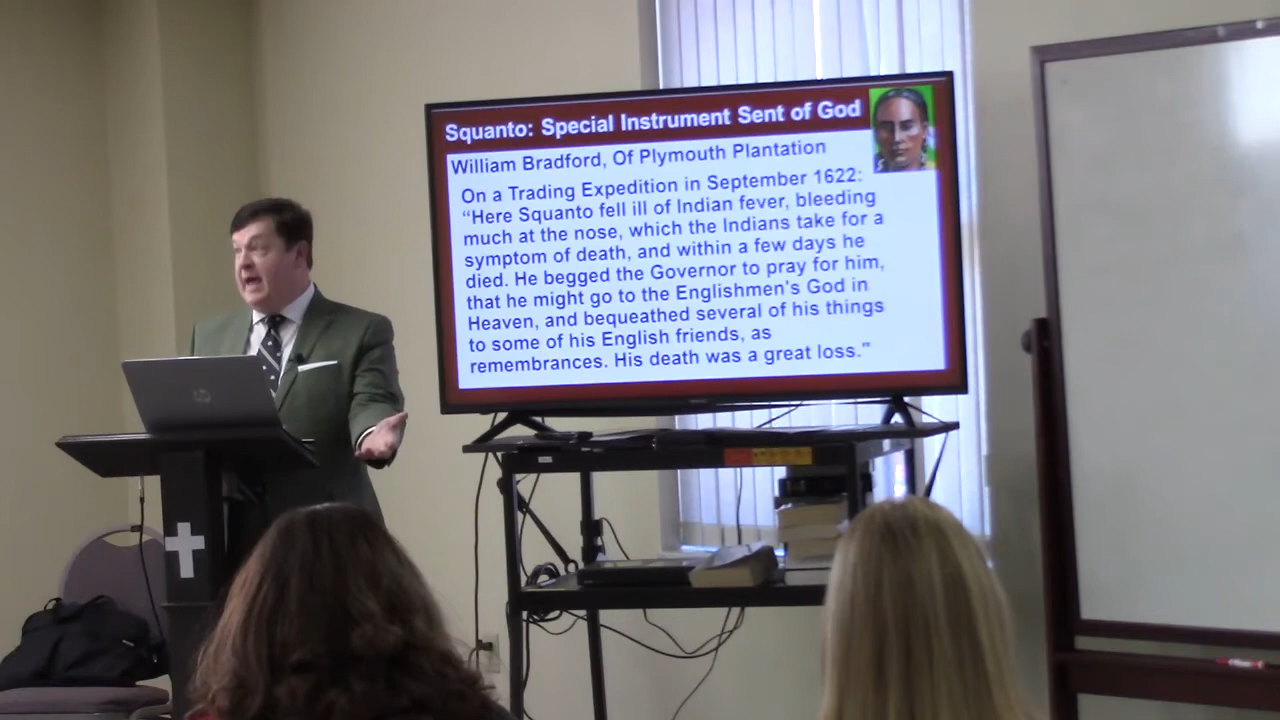 Squanto: Special Instrument Sent of God
William Bradford, Of Plymouth Plantation
On a Trading Expedition in September 1622:
“Here Squanto fell ill of Indian fever, bleeding
much at the nose, which the Indians take for a
symptom of death, and within a few days he
died. He begged the Governor to pray for him,
that he might go to the Englishmen's God in
Heaven, and bequeathed several of his things
to some of his English friends, as
remembrances. His death was a great loss.”
hp